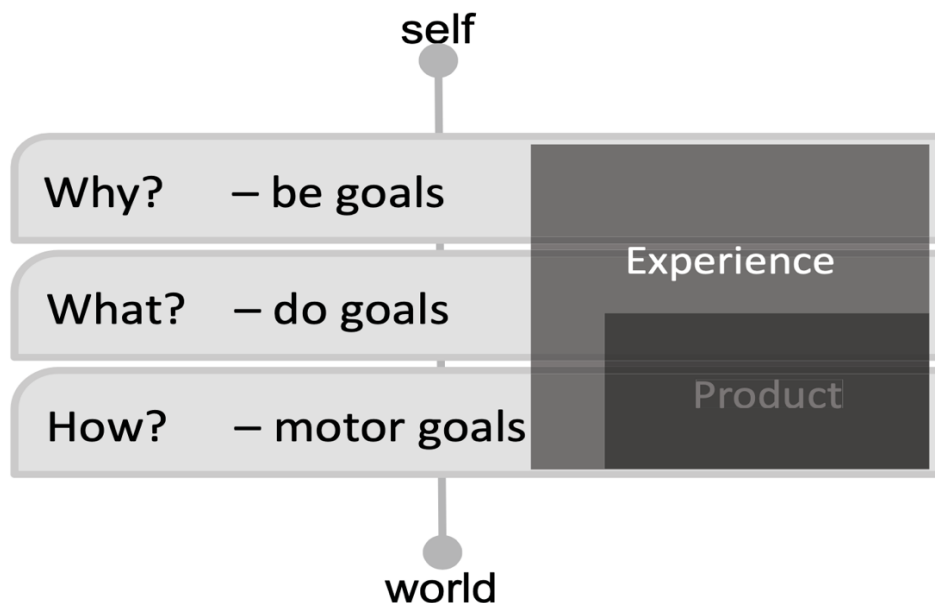 self
Why? – be goals
Experience
What? – do goals
Product
How? – motor goals
world